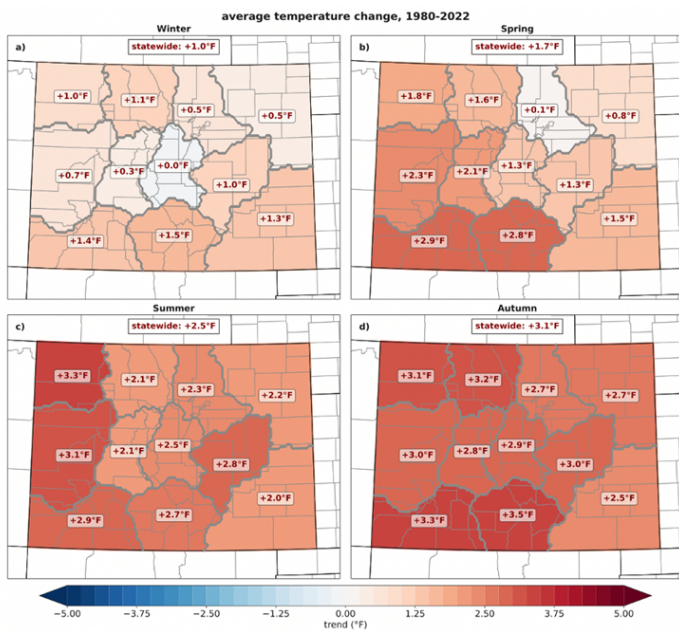 average temperature change, 1980-2022
Winter
a)
statewide: +1.0°F
+1.0°F
+1.1°F
+0.5°F
+0.5°F
+0.7°F
+0.3°F
+0.0°F
+1.0°F
+1.3°F
+1.4°F
+1.5°F
Spring
b)
statewide: +1.7°F
+1.8°F
+1.6°F
+0.1°F
+0.8°F
+2.3°F
+2.1°F
+1.3°F
+1.3°F
+1.5°F
+2.9°F
+2.8°F
Summer
c)
statewide: +2.5°F
+3.3°F
+2.1°F
+2.3°F
+2.2°F
+3.1°F
+2.1°F
+2.5°F
+2.8°F
+2.0°F
+2.9°F
+2.7°F
Autumn
d)
statewide: +3.1°F
+3.1°F
+3.2°F
+2.7°F
+2.7°F
+3.0°F
+2.8°F
+2.9°F
+3.0°F
+2.5°F
+3.3°F
+3.5°F
−5.00 −3.75 −2.50 −1.25 0.00 1.25 2.50 3.75 5.00
trend (°F)